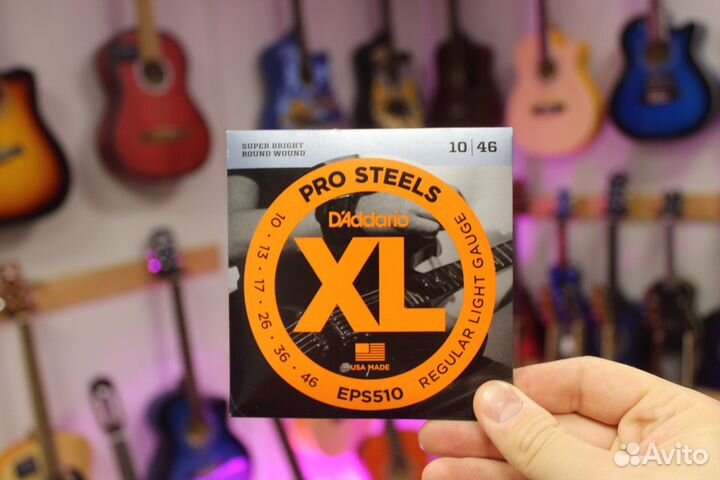 SUPER BRIGHT
ROUND WOUND
10 | 46
PRO STEELS
D'Addario
XL
10 · 13 · 17 · 26 · 36 · 46
REGULAR LIGHT GAUGE
USA MADE
EPS510
Avito